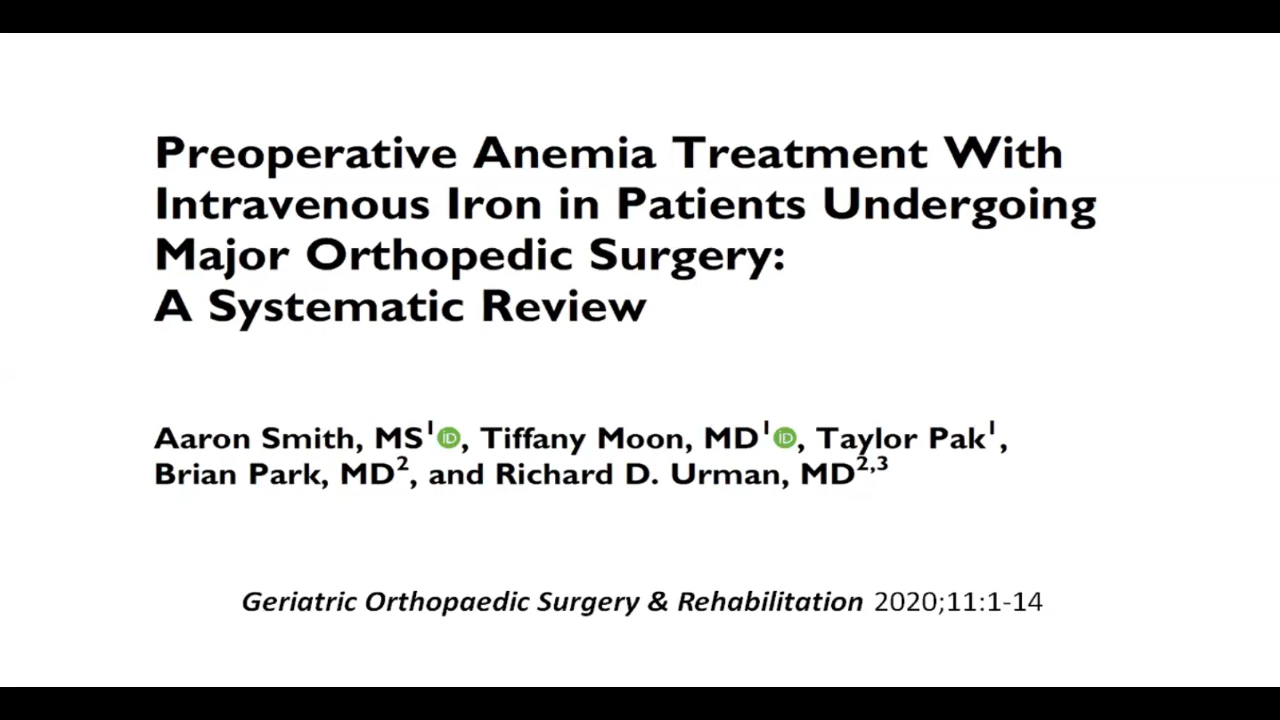 Preoperative Anemia Treatment With
Intravenous Iron in Patients Undergoing
Major Orthopedic Surgery:
A Systematic Review
Aaron Smith, MS¹ iD, Tiffany Moon, MD¹ iD, Taylor Pak¹,
Brian Park, MD², and Richard D. Urman, MD²,³
Geriatric Orthopaedic Surgery & Rehabilitation 2020;11:1-14